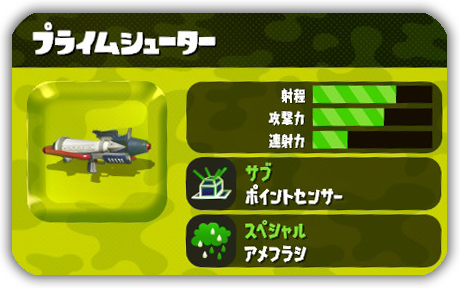 プライムシューター
射程
攻撃力
連射力
サブ
ポイントセンサー
スペシャル
アメフラシ